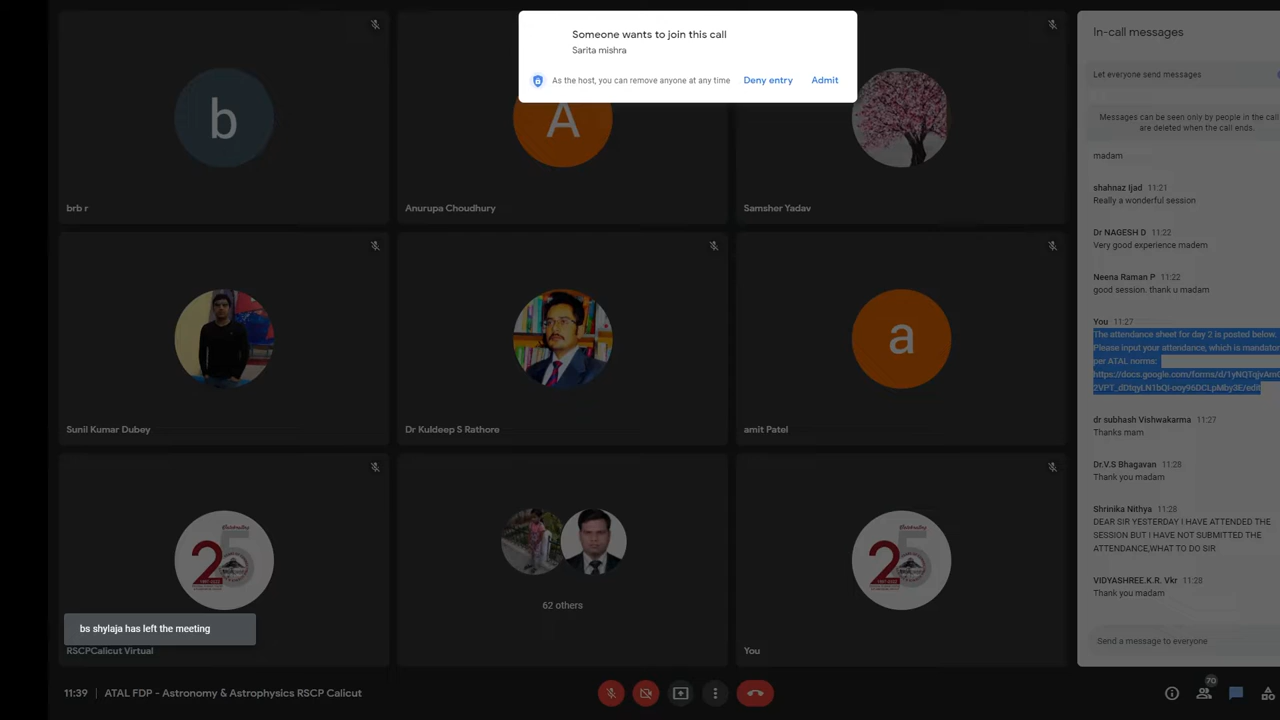 Someone wants to join this call
Sarita mishra
As the host, you can remove anyone at any time
Deny entry
Admit
b
brb r
A
Anurupa Choudhury
Samsher Yadav
Sunil Kumar Dubey
Dr Kuldeep S Rathore
a
amit Patel
25
bs shylaja has left the meeting
RSCPCalicut Virtual
62 others
25
You
In-call messages
Let everyone send messages
Messages can be seen only by people in the call
are deleted when the call ends.
madam
shahnaz Ijad 11:21
Really a wonderful session
Dr NAGESH D 11:22
Very good experience madem
Neena Raman P 11:22
good session. thank u madam
You 11:27
The attendance sheet for day 2 is posted below.
Please input your attendance, which is mandator
per ATAL norms:
dr subhash Vishwakarma 11:27
Thanks mam
Dr.V.S Bhagavan 11:28
Thank you madam
Shrinika Nithya 11:28
DEAR SIR YESTERDAY I HAVE ATTENDED THE
SESSION BUT I HAVE NOT SUBMITTED THE
ATTENDANCE,WHAT TO DO SIR
VIDYASHREE.K.R. Vkr 11:28
Thank you madam
Send a message to everyone
11:39 | ATAL FDP - Astronomy & Astrophysics RSCP Calicut
70